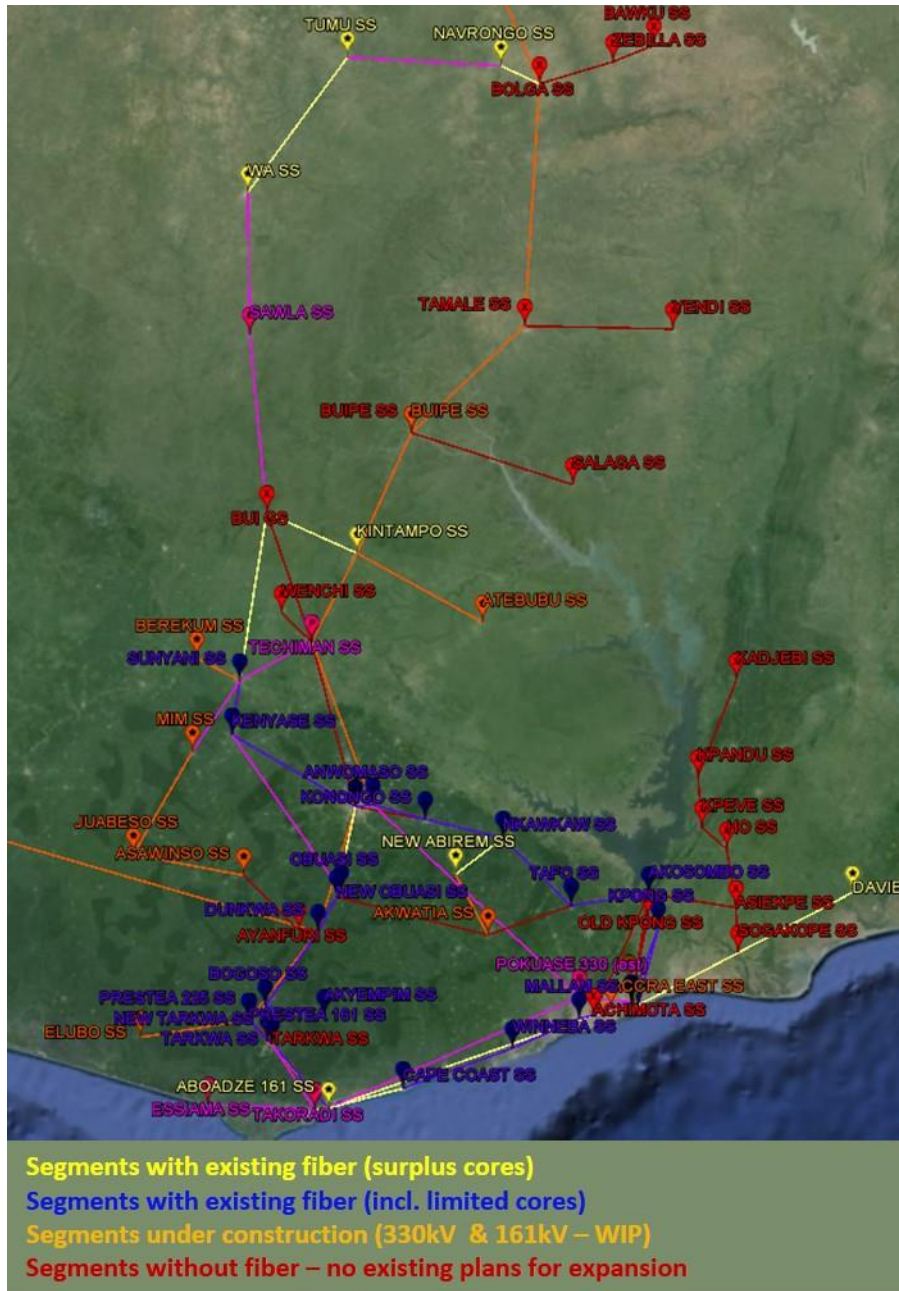 BAWKU SS
TUMU SS
NAVRONGO SS
ZEBILLA SS
BOLGA SS
WA SS
SAWLA SS
TAMALE SS
YENDI SS
BUIPE SS
BUIPE SS
SALAGA SS
BUI SS
KINTAMPO SS
WENCHI SS
ATEBUBU SS
BEREKUM SS
TECHIMAN SS
SUNYANI SS
KADJEBI SS
MIM SS
KENYASE SS
KPANDU SS
ANWOMASO SS
KONONGO SS
KPEVE SS
JUABESO SS
NKAWKAW SS
HO SS
NEW ABIREM SS
ASAWINSO SS
OBUASI SS
NEW OBUASI SS
TAFO SS
AKOSOMBO SS
DAVIE
KPONG SS
ASIEKPE SS
DUNKWA SS
AKWATIA SS
OLD KPONG SS
AYANFURI SS
SOGAKOPE SS
POKUASE 330 (est)
BOGOSO SS
MALLAM SS
ACCRA EAST SS
PRESTEA 225 SS
AKYEMPIM SS
ACHIMOTA SS
NEW TARKWA SS
PRESTEA 161 SS
ELUBO SS
TARKWA SS
TARKWA SS
WINNEBA SS
CAPE COAST SS
ABOADZE 161 SS
ESSIAMA SS
TAKORADI SS
Segments with existing fiber (surplus cores)
Segments with existing fiber (incl. limited cores)
Segments under construction (330kV & 161kV – WIP)
Segments without fiber – no existing plans for expansion